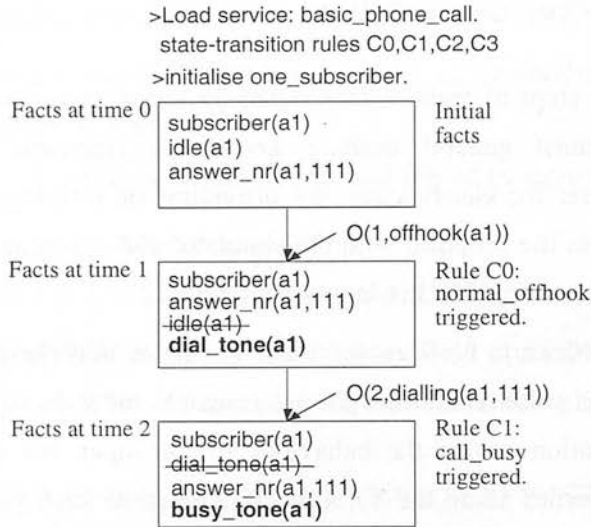 >Load service: basic_phone_call.
state-transition rules C0,C1,C2,C3
>initialise one_subscriber.
Facts at time 0
subscriber(a1)
idle(a1)
answer_nr(a1,111)
Initial
facts
O(1,offhook(a1))
Facts at time 1
subscriber(a1)
answer_nr(a1,111)
idle(a1)
dial_tone(a1)
Rule C0:
normal_offhook
triggered.
O(2,dialling(a1,111))
Facts at time 2
subscriber(a1)
dial_tone(a1)
answer_nr(a1,111)
busy_tone(a1)
Rule C1:
call_busy
triggered.